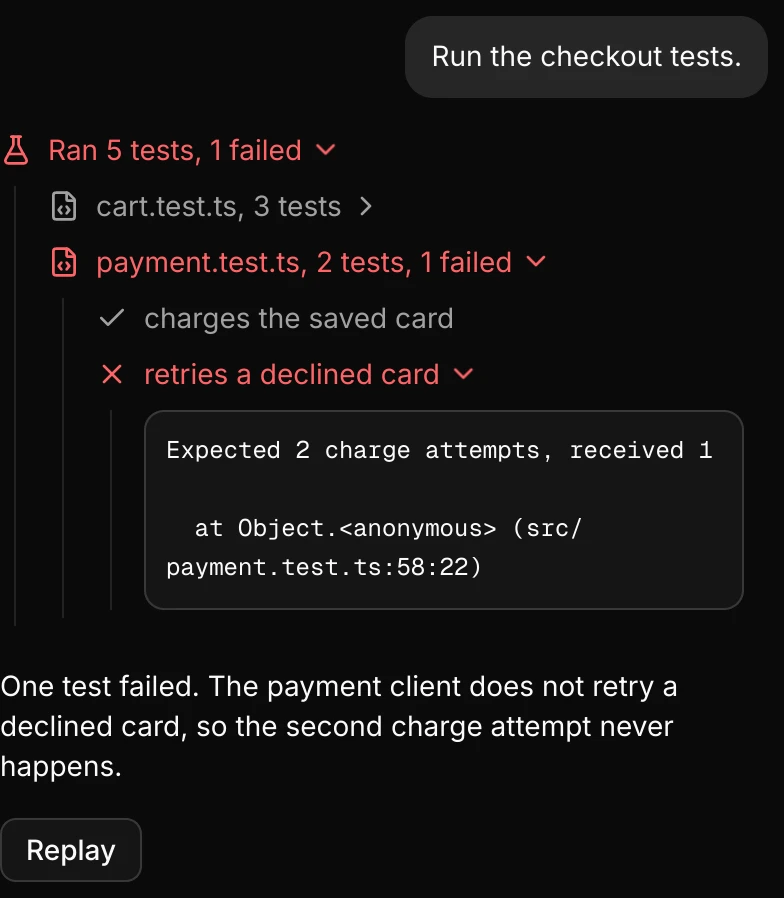 Run the checkout tests.
Ran 5 tests, 1 failed
cart.test.ts, 3 tests
payment.test.ts, 2 tests, 1 failed
charges the saved card
retries a declined card
Expected 2 charge attempts, received 1
at Object.<anonymous> (src/
payment.test.ts:58:22)
One test failed. The payment client does not retry a
declined card, so the second charge attempt never
happens.
Replay